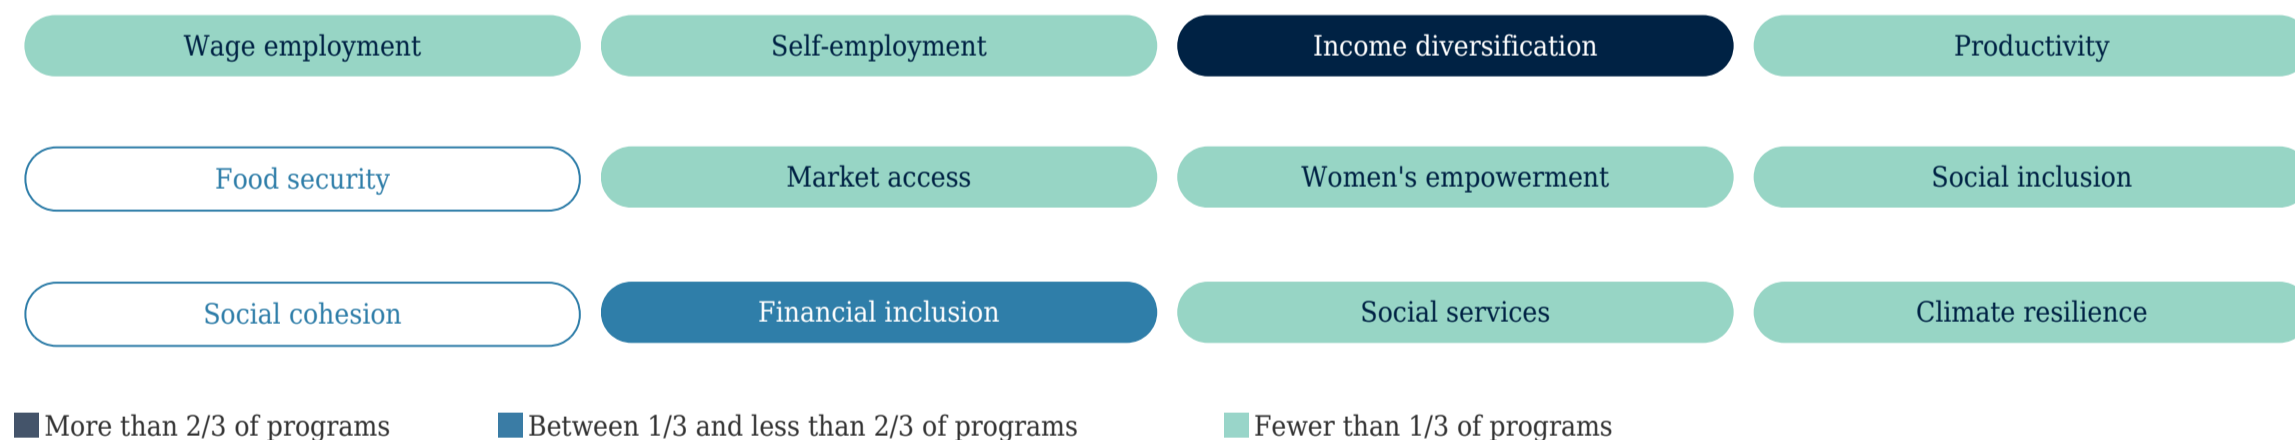 Wage employment
Self-employment
Income diversification
Productivity
Food security
Market access
Women's empowerment
Social inclusion
Social cohesion
Financial inclusion
Social services
Climate resilience
More than 2/3 of programs
Between 1/3 and less than 2/3 of programs
Fewer than 1/3 of programs